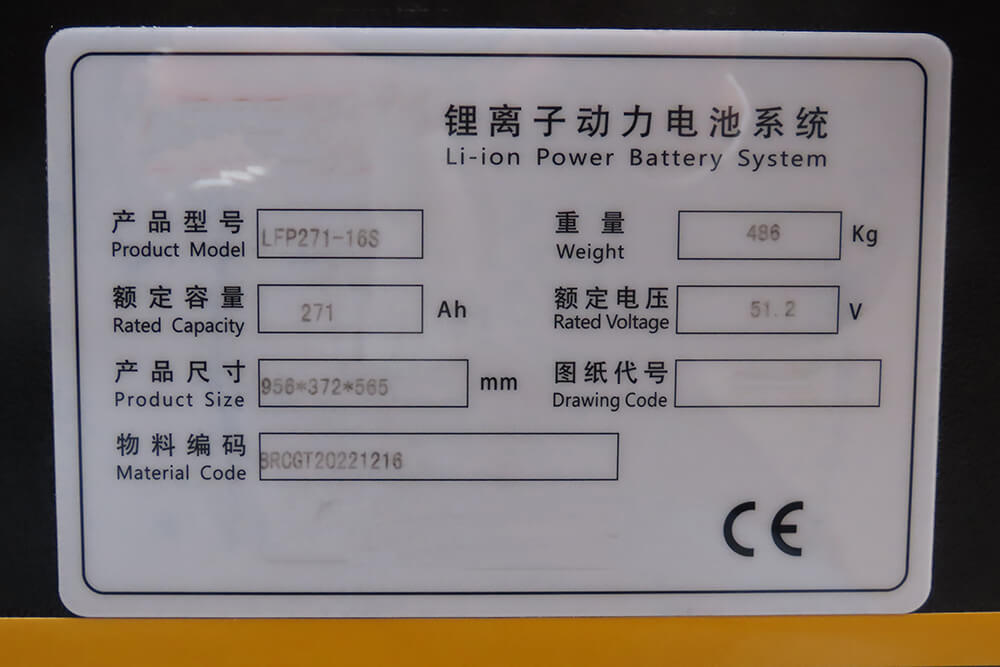 锂离子动力电池系统
Li-ion Power Battery System
产品型号 LFP271-16S 重量 486 Kg
Product Model Weight
额定容量 271 Ah 额定电压 51.2 V
Rated Capacity Rated Voltage
产品尺寸 956*372*565 mm 图纸代号
Product Size Drawing Code
物料编码 BRCGT20221216
Material Code
CE